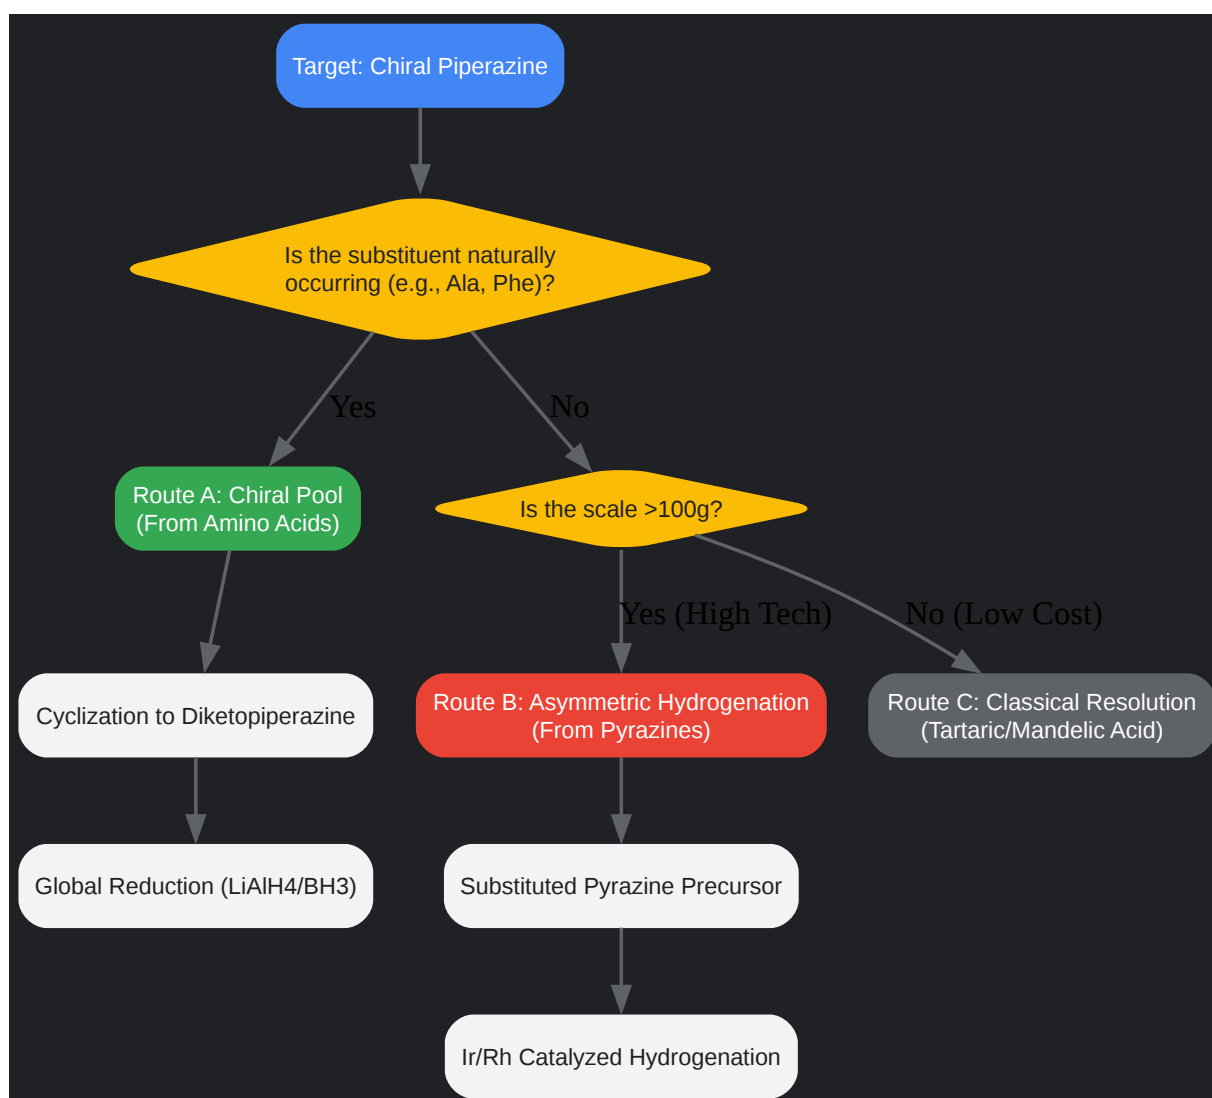 Target: Chiral Piperazine
Is the substituent naturally
occurring (e.g., Ala, Phe)?
Yes
No
Route A: Chiral Pool
(From Amino Acids)
Is the scale >100g?
Yes (High Tech)
No (Low Cost)
Cyclization to Diketopiperazine
Route B: Asymmetric Hydrogenation
(From Pyrazines)
Route C: Classical Resolution
(Tartaric/Mandelic Acid)
Global Reduction (LiAlH4/BH3)
Substituted Pyrazine Precursor
Ir/Rh Catalyzed Hydrogenation